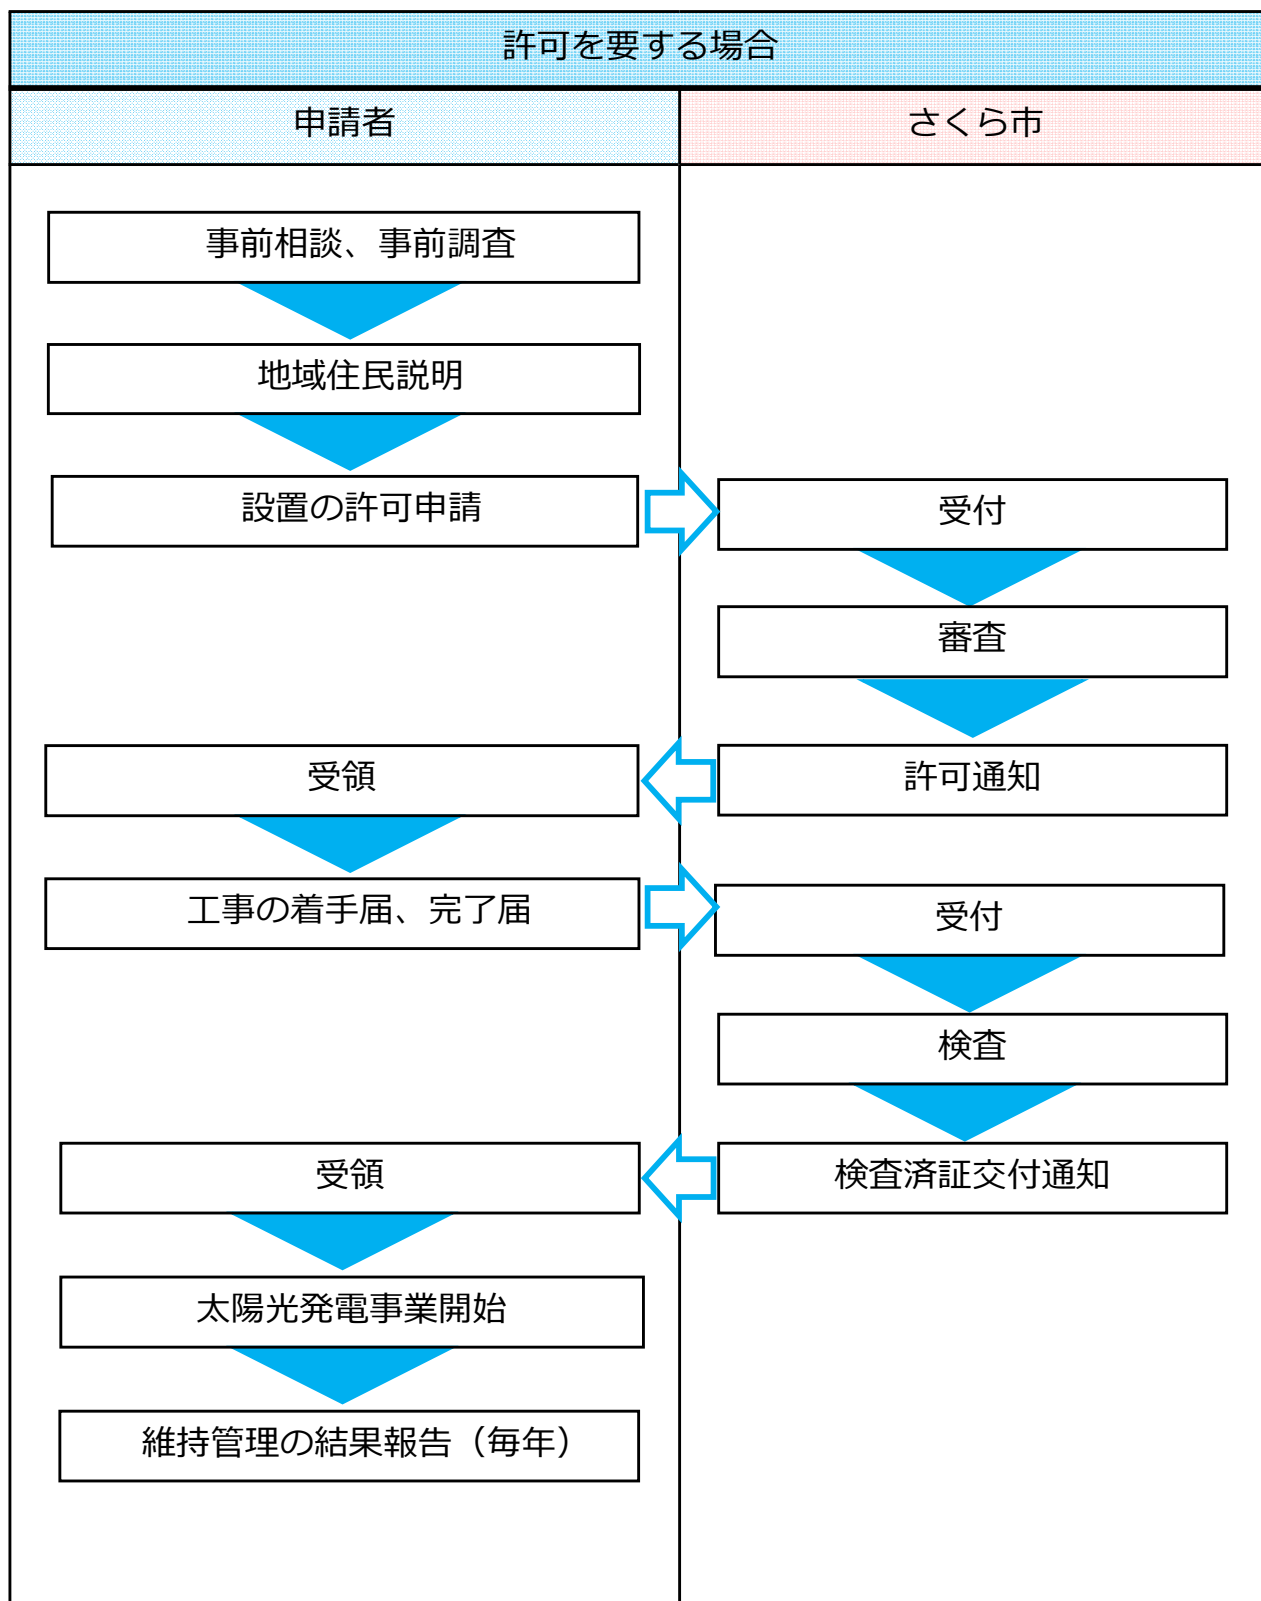 許可を要する場合
申請者
さくら市
事前相談、事前調査
地域住民説明
設置の許可申請
受付
審査
許可通知
受領
工事の着手届、完了届
受付
検査
検査済証交付通知
受領
太陽光発電事業開始
維持管理の結果報告（毎年）